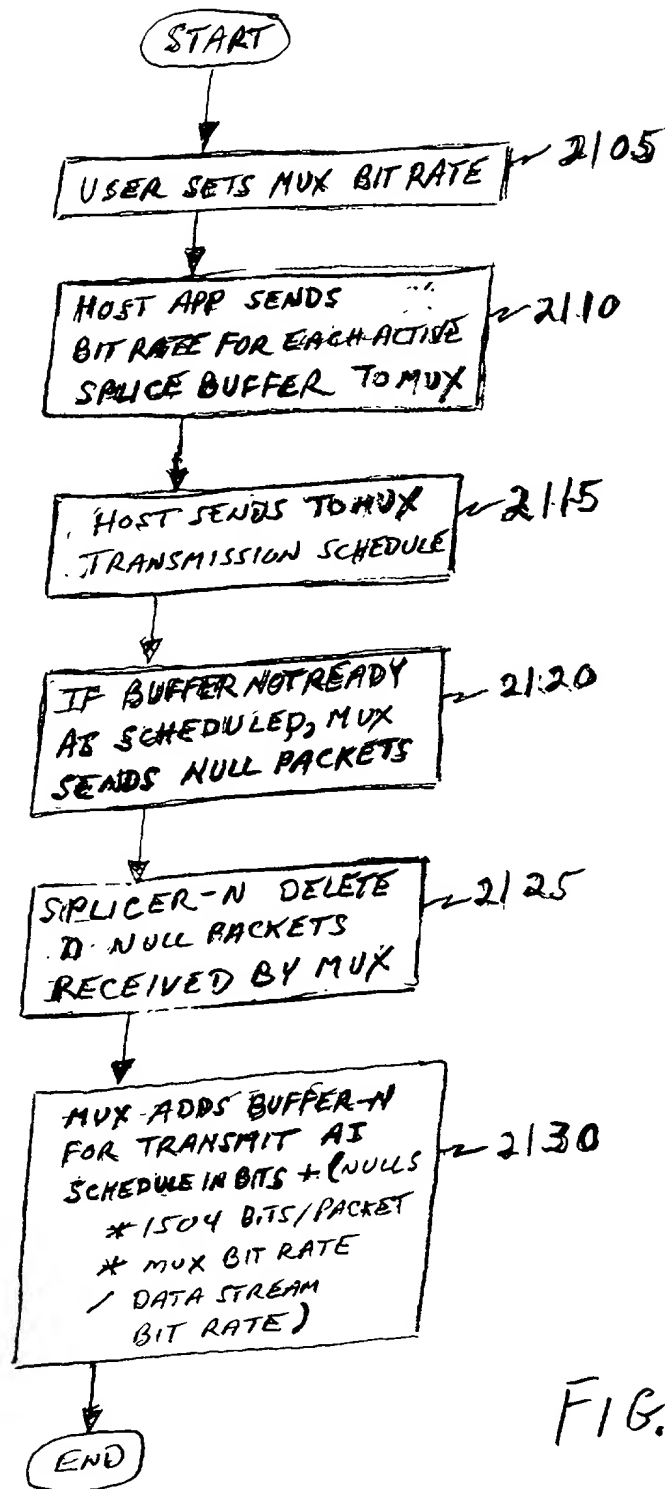 START
USER SETS MUX BIT RATE
2105
HOST APP SENDS
BIT RATE FOR EACH ACTIVE
SPLICE BUFFER TO MUX
2110
HOST SENDS TO MUX
TRANSMISSION SCHEDULE
2115
IF BUFFER NOT READY
AS SCHEDULED, MUX
SENDS NULL PACKETS
2120
SPLICER-N DELETE
NULL PACKETS
RECEIVED BY MUX
2125
MUX ADDS BUFFER-N
FOR TRANSMIT AT
SCHEDULE IN BITS + (NULLS
* 1504 BITS/PACKET
* MUX BIT RATE
/ DATA STREAM
BIT RATE)
2130
END
FIG.